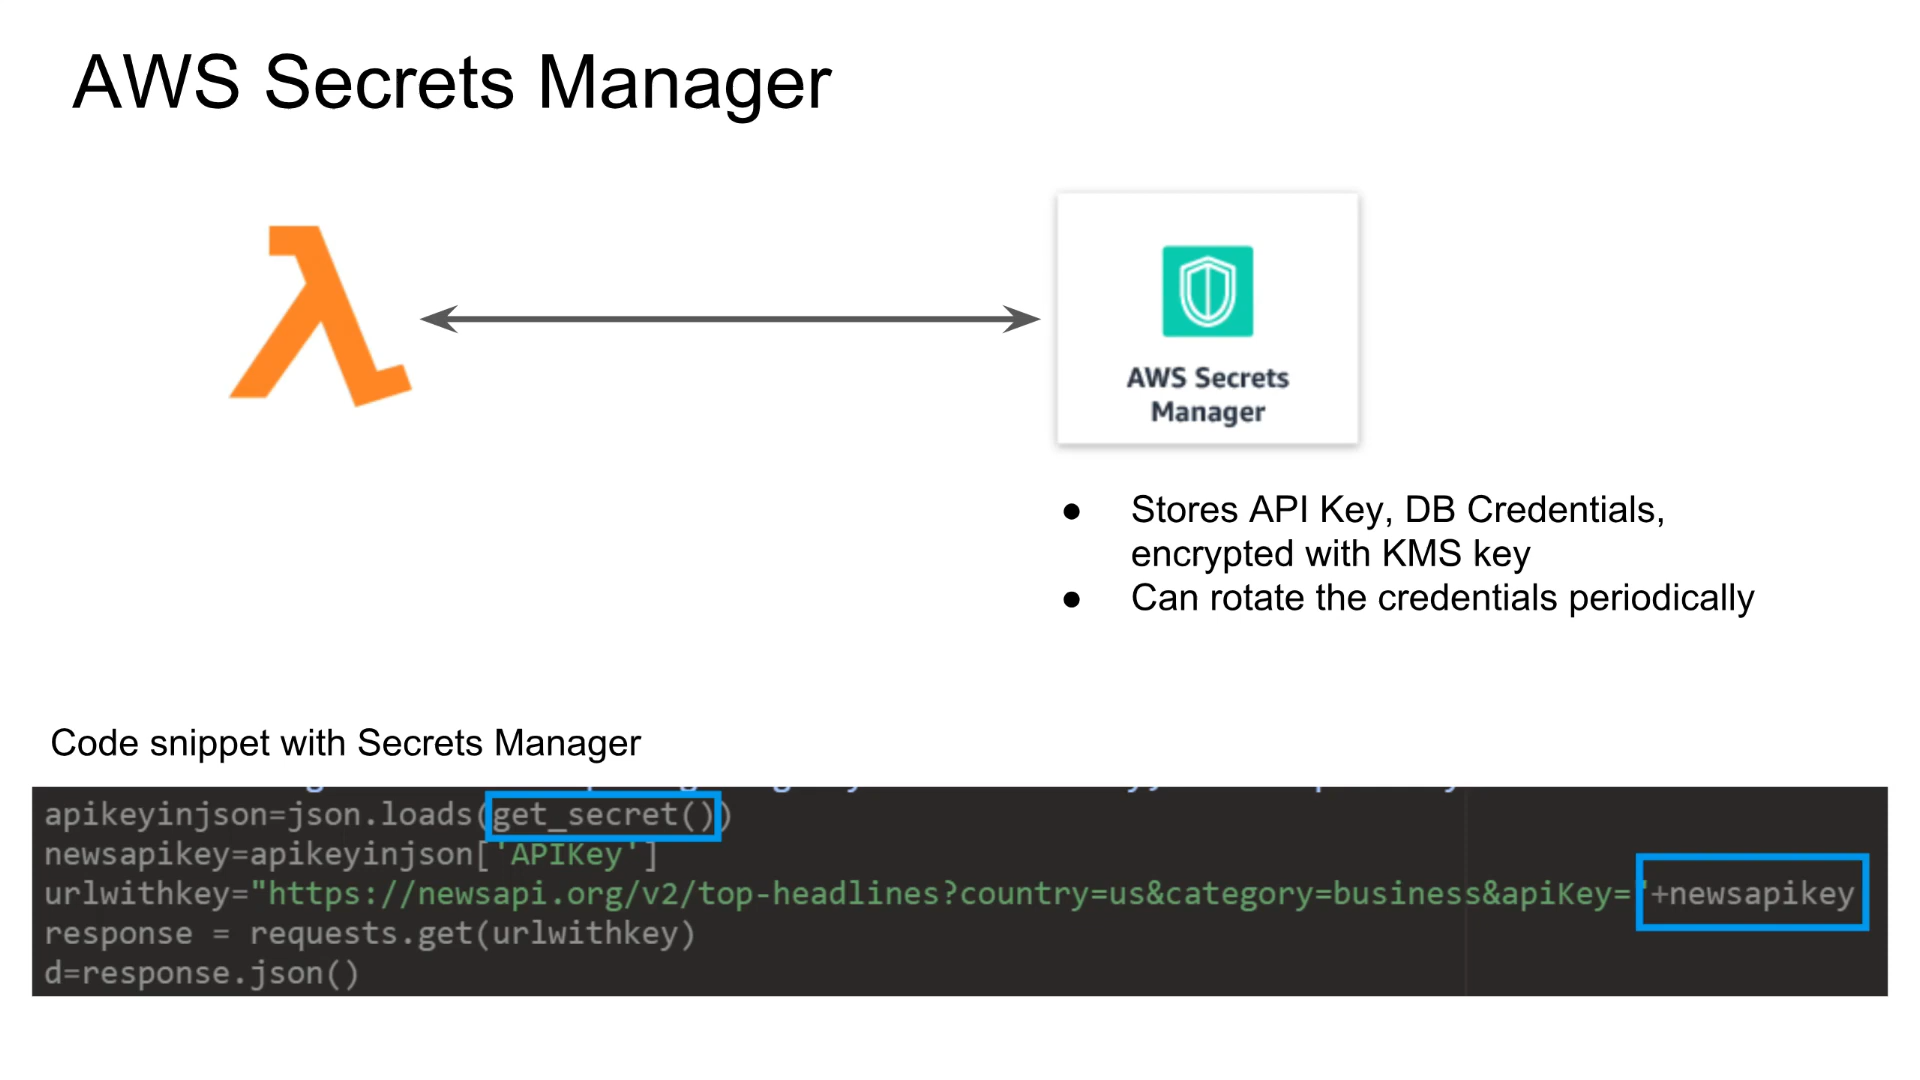 AWS Secrets Manager
AWS Secrets
Manager
● Stores API Key, DB Credentials,
encrypted with KMS key
● Can rotate the credentials periodically
Code snippet with Secrets Manager
apikeyinjson=json.loads(get_secret())
newsapikey=apikeyinjson['APIKey']
urlwithkey="https://newsapi.org/v2/top-headlines?country=us&category=business&apiKey="+newsapikey
response = requests.get(urlwithkey)
d=response.json()